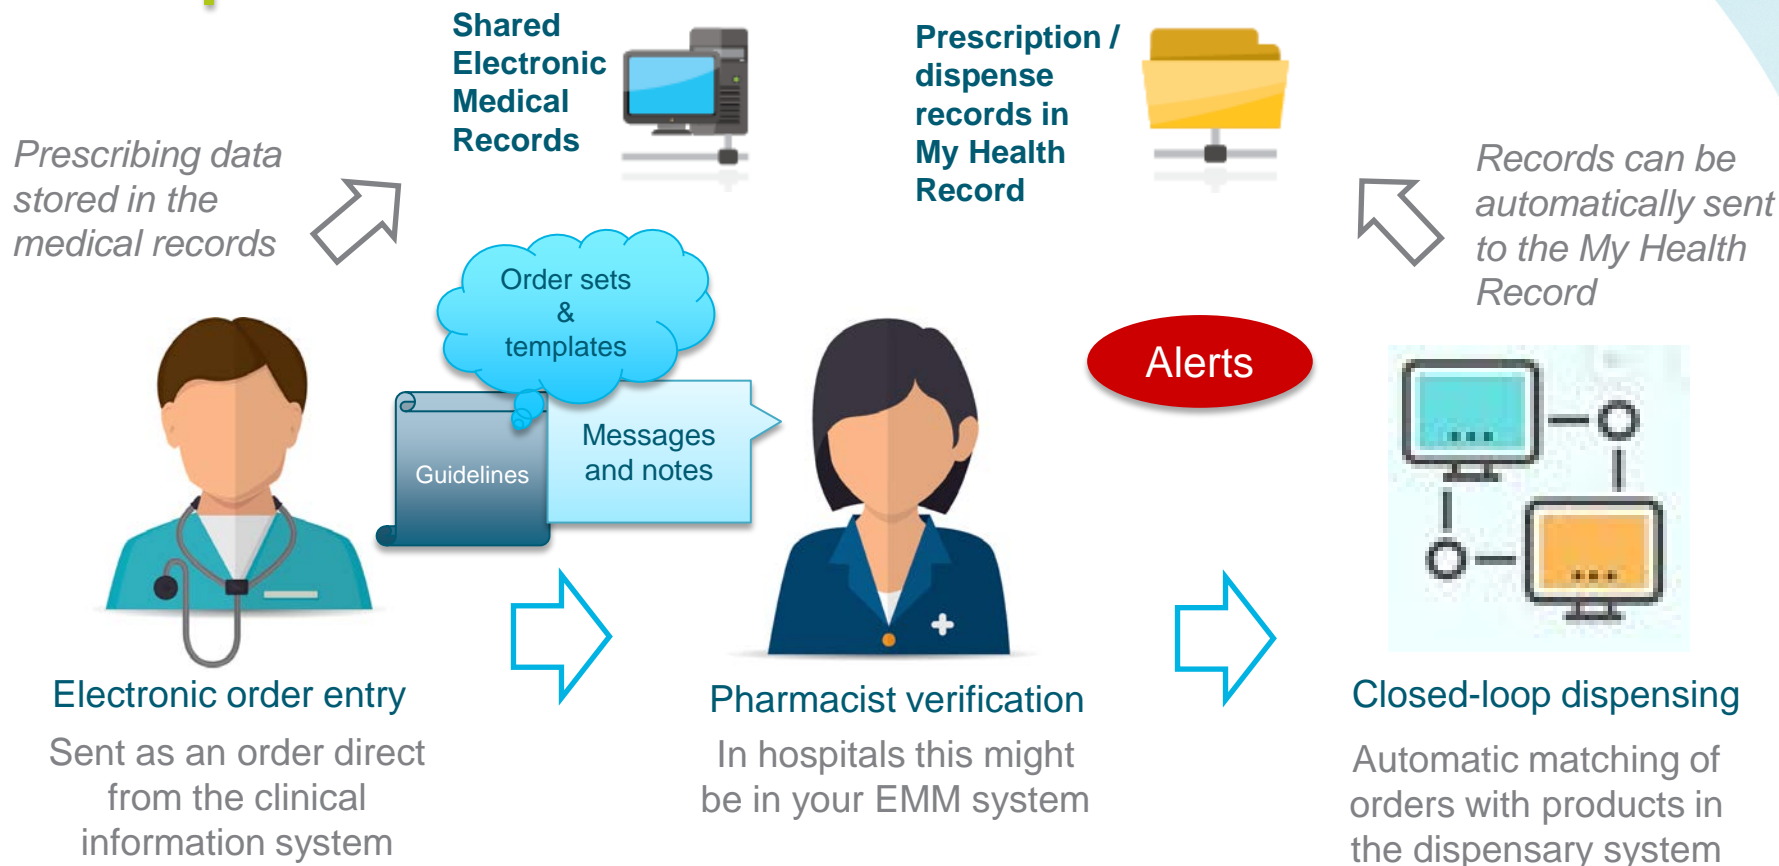 Shared
Electronic
Medical
Records
Prescription /
dispense
records in
My Health
Record
Prescribing data
stored in the
medical records
Records can be
automatically sent
to the My Health
Record
Order sets
&
templates
Guidelines
Messages
and notes
Alerts
Electronic order entry
Sent as an order direct
from the clinical
information system
Pharmacist verification
In hospitals this might
be in your EMM system
Closed-loop dispensing
Automatic matching of
orders with products in
the dispensary system